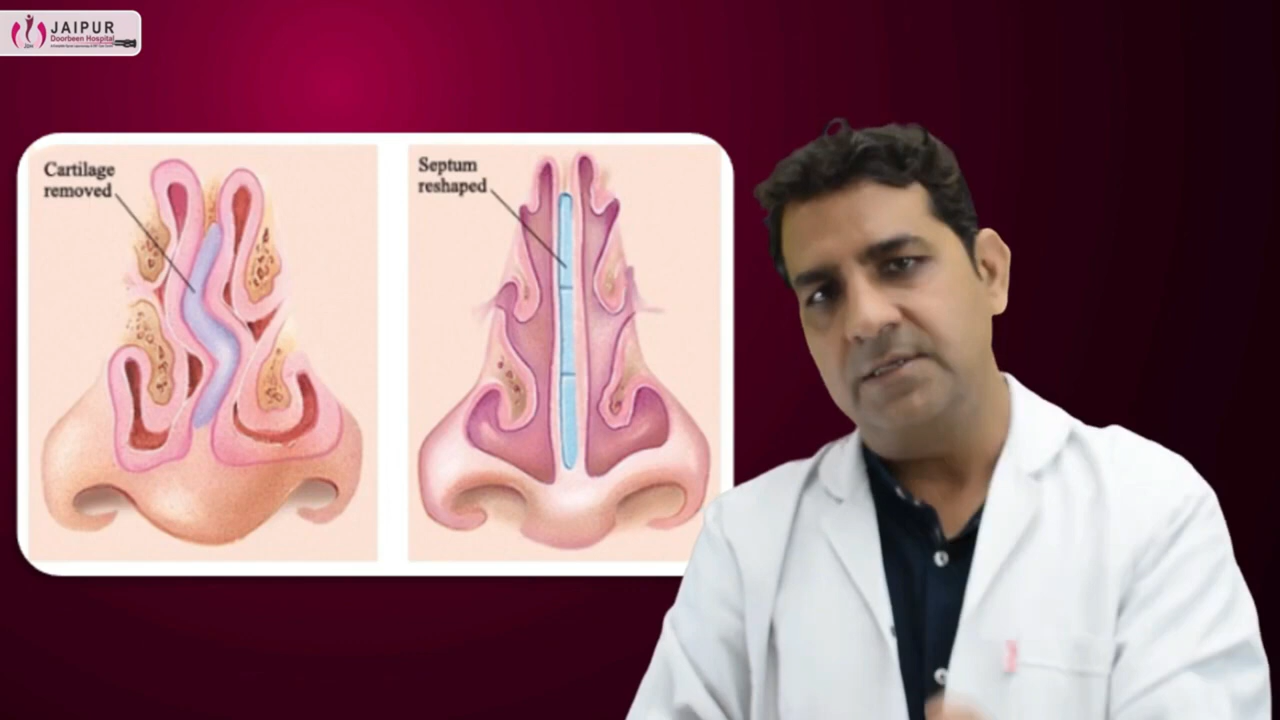 JAIPUR
Doorbeen Hospital
Cartilage
removed
Septum
reshaped